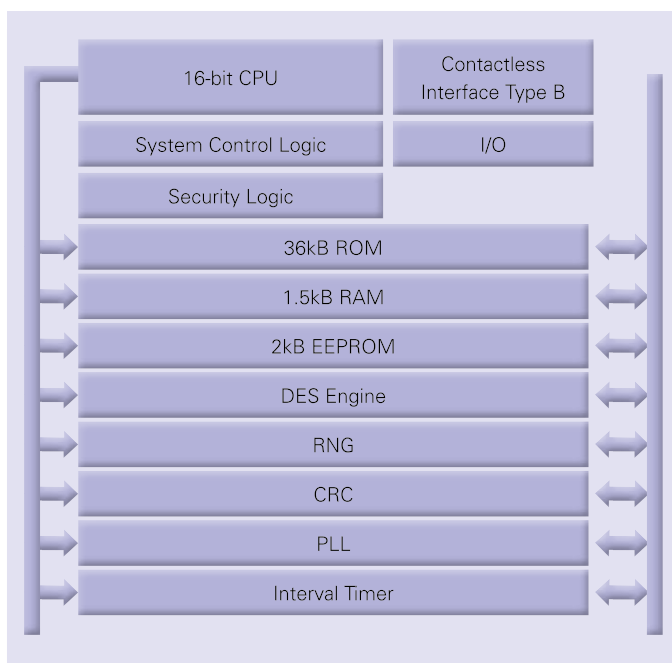 16-bit CPU
Contactless
Interface Type B
System Control Logic
I/O
Security Logic
36kB ROM
1.5kB RAM
2kB EEPROM
DES Engine
RNG
CRC
PLL
Interval Timer